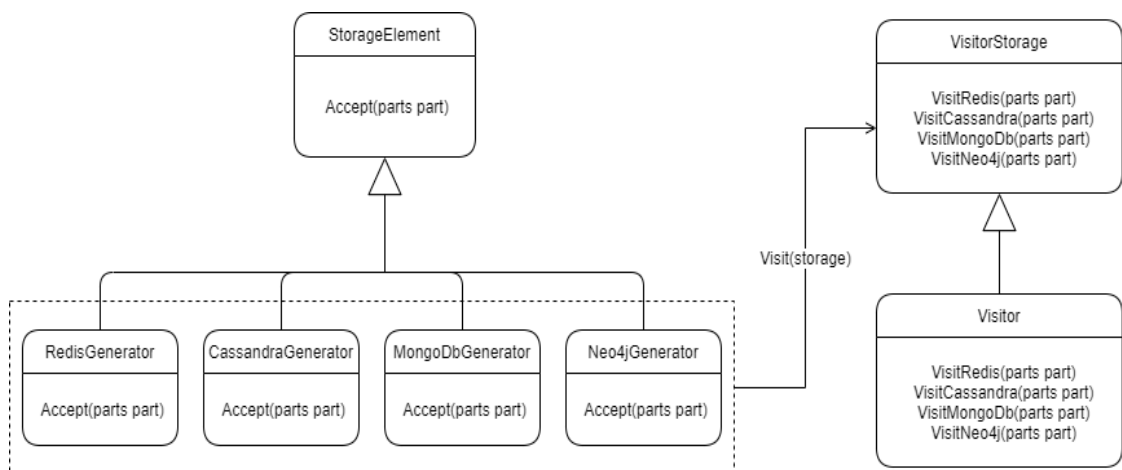 StorageElement
Accept(parts part)
VisitorStorage
VisitRedis(parts part)
VisitCassandra(parts part)
VisitMongoDb(parts part)
VisitNeo4j(parts part)
Visit(storage)
RedisGenerator
Accept(parts part)
CassandraGenerator
Accept(parts part)
MongoDbGenerator
Accept(parts part)
Neo4jGenerator
Accept(parts part)
Visitor
VisitRedis(parts part)
VisitCassandra(parts part)
VisitMongoDb(parts part)
VisitNeo4j(parts part)